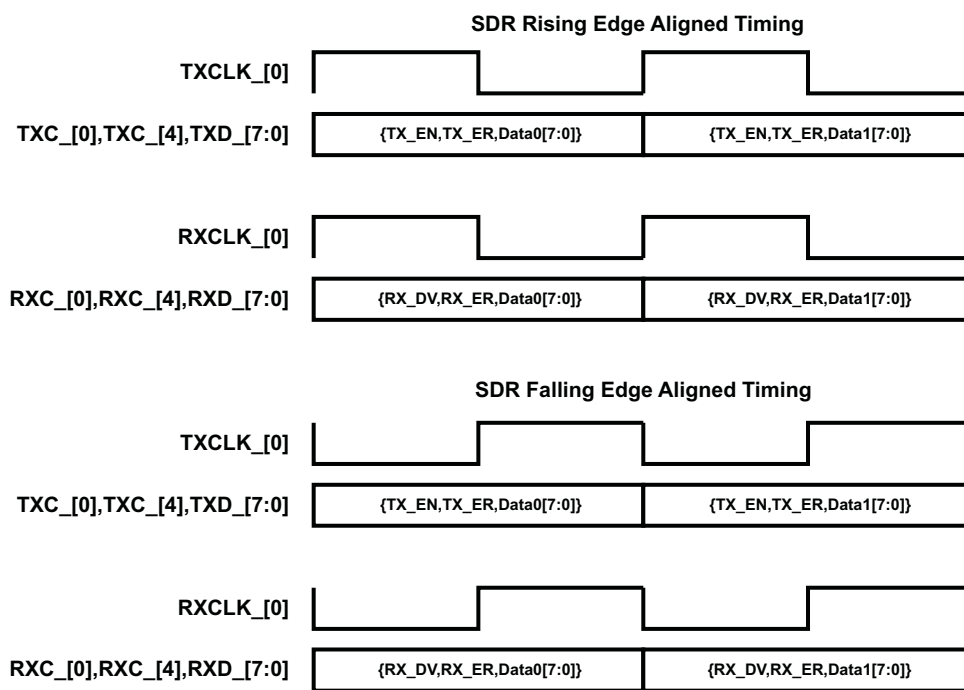 SDR Rising Edge Aligned Timing
TXCLK_[0]
TXC_[0],TXC_[4],TXD_[7:0] {TX_EN,TX_ER,Data0[7:0]} {TX_EN,TX_ER,Data1[7:0]}
RXCLK_[0]
RXC_[0],RXC_[4],RXD_[7:0] {RX_DV,RX_ER,Data0[7:0]} {RX_DV,RX_ER,Data1[7:0]}
SDR Falling Edge Aligned Timing
TXCLK_[0]
TXC_[0],TXC_[4],TXD_[7:0] {TX_EN,TX_ER,Data0[7:0]} {TX_EN,TX_ER,Data1[7:0]}
RXCLK_[0]
RXC_[0],RXC_[4],RXD_[7:0] {RX_DV,RX_ER,Data0[7:0]} {RX_DV,RX_ER,Data1[7:0]}